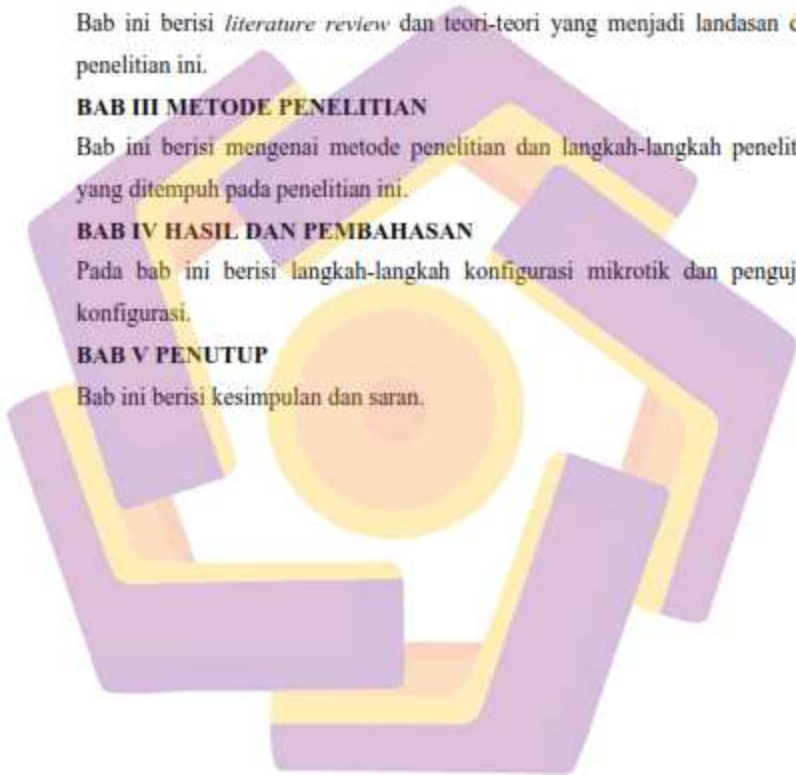 Bab ini berisi literature review dan teori-teori yang menjadi landasan
penelitian ini.
BAB III METODE PENELITIAN
Bab ini berisi mengenai metode penelitian dan langkah-langkah
yang ditempuh pada penelitian ini.
BAB IV HASIL DAN PEMBAHASAN
Pada bab ini berisi langkah-langkah konfigurasi mikrotik dan
konfigurasi.
BAB V PENUTUP
Bab ini berisi kesimpulan dan saran.